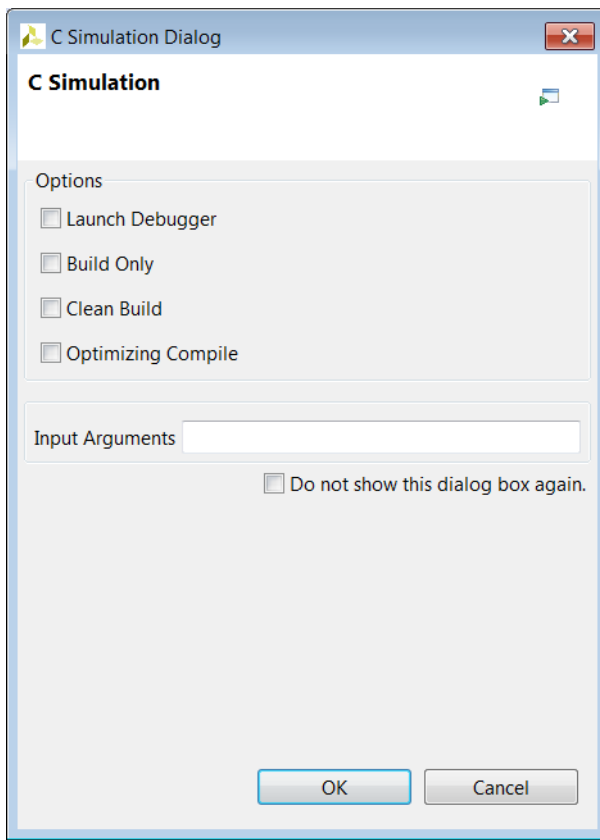 C Simulation Dialog
C Simulation
Options
Launch Debugger
Build Only
Clean Build
Optimizing Compile
Input Arguments
Do not show this dialog box again.
OK
Cancel